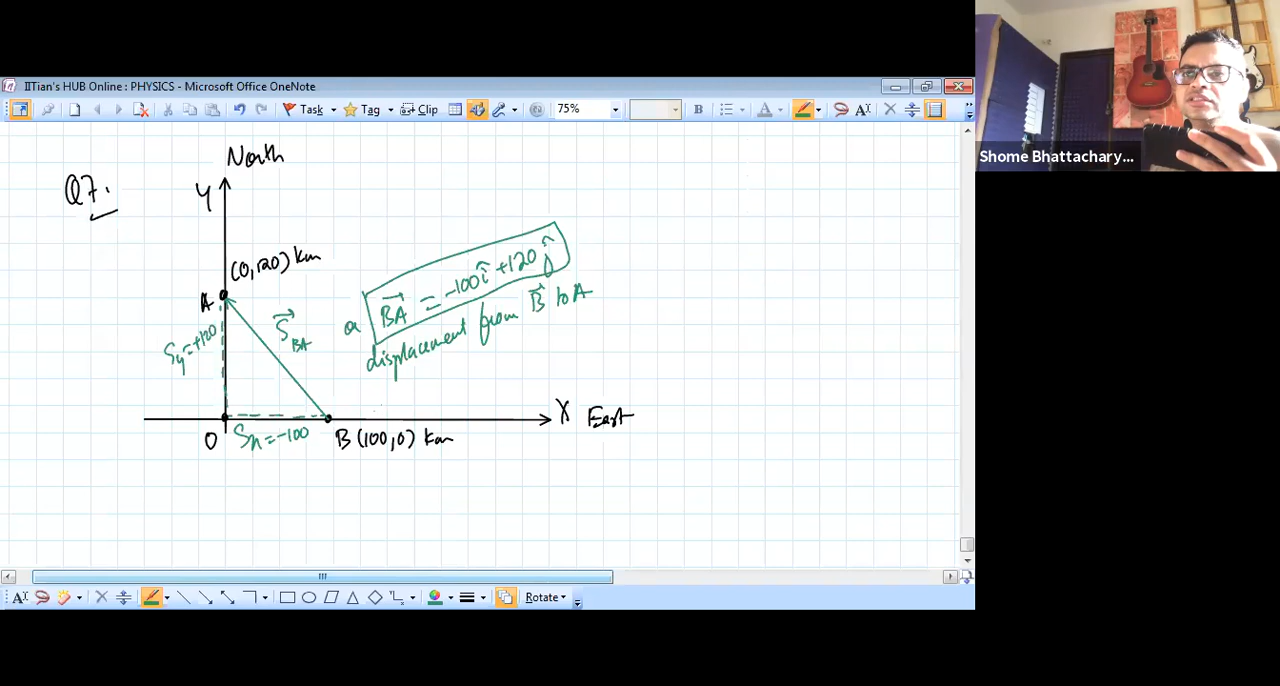 IITian's HUB Online : PHYSICS - Microsoft Office OneNote
Task
Tag
Clip
75%
B
A
Shome Bhattachary...
North
Q7.
Y
(0,120) km
A
S⃗BA
Sy=+120
or B⃗A = -100î+120ĵ
displacement from B to A
X East
O
Sx=-100
B (100,0) km
Rotate